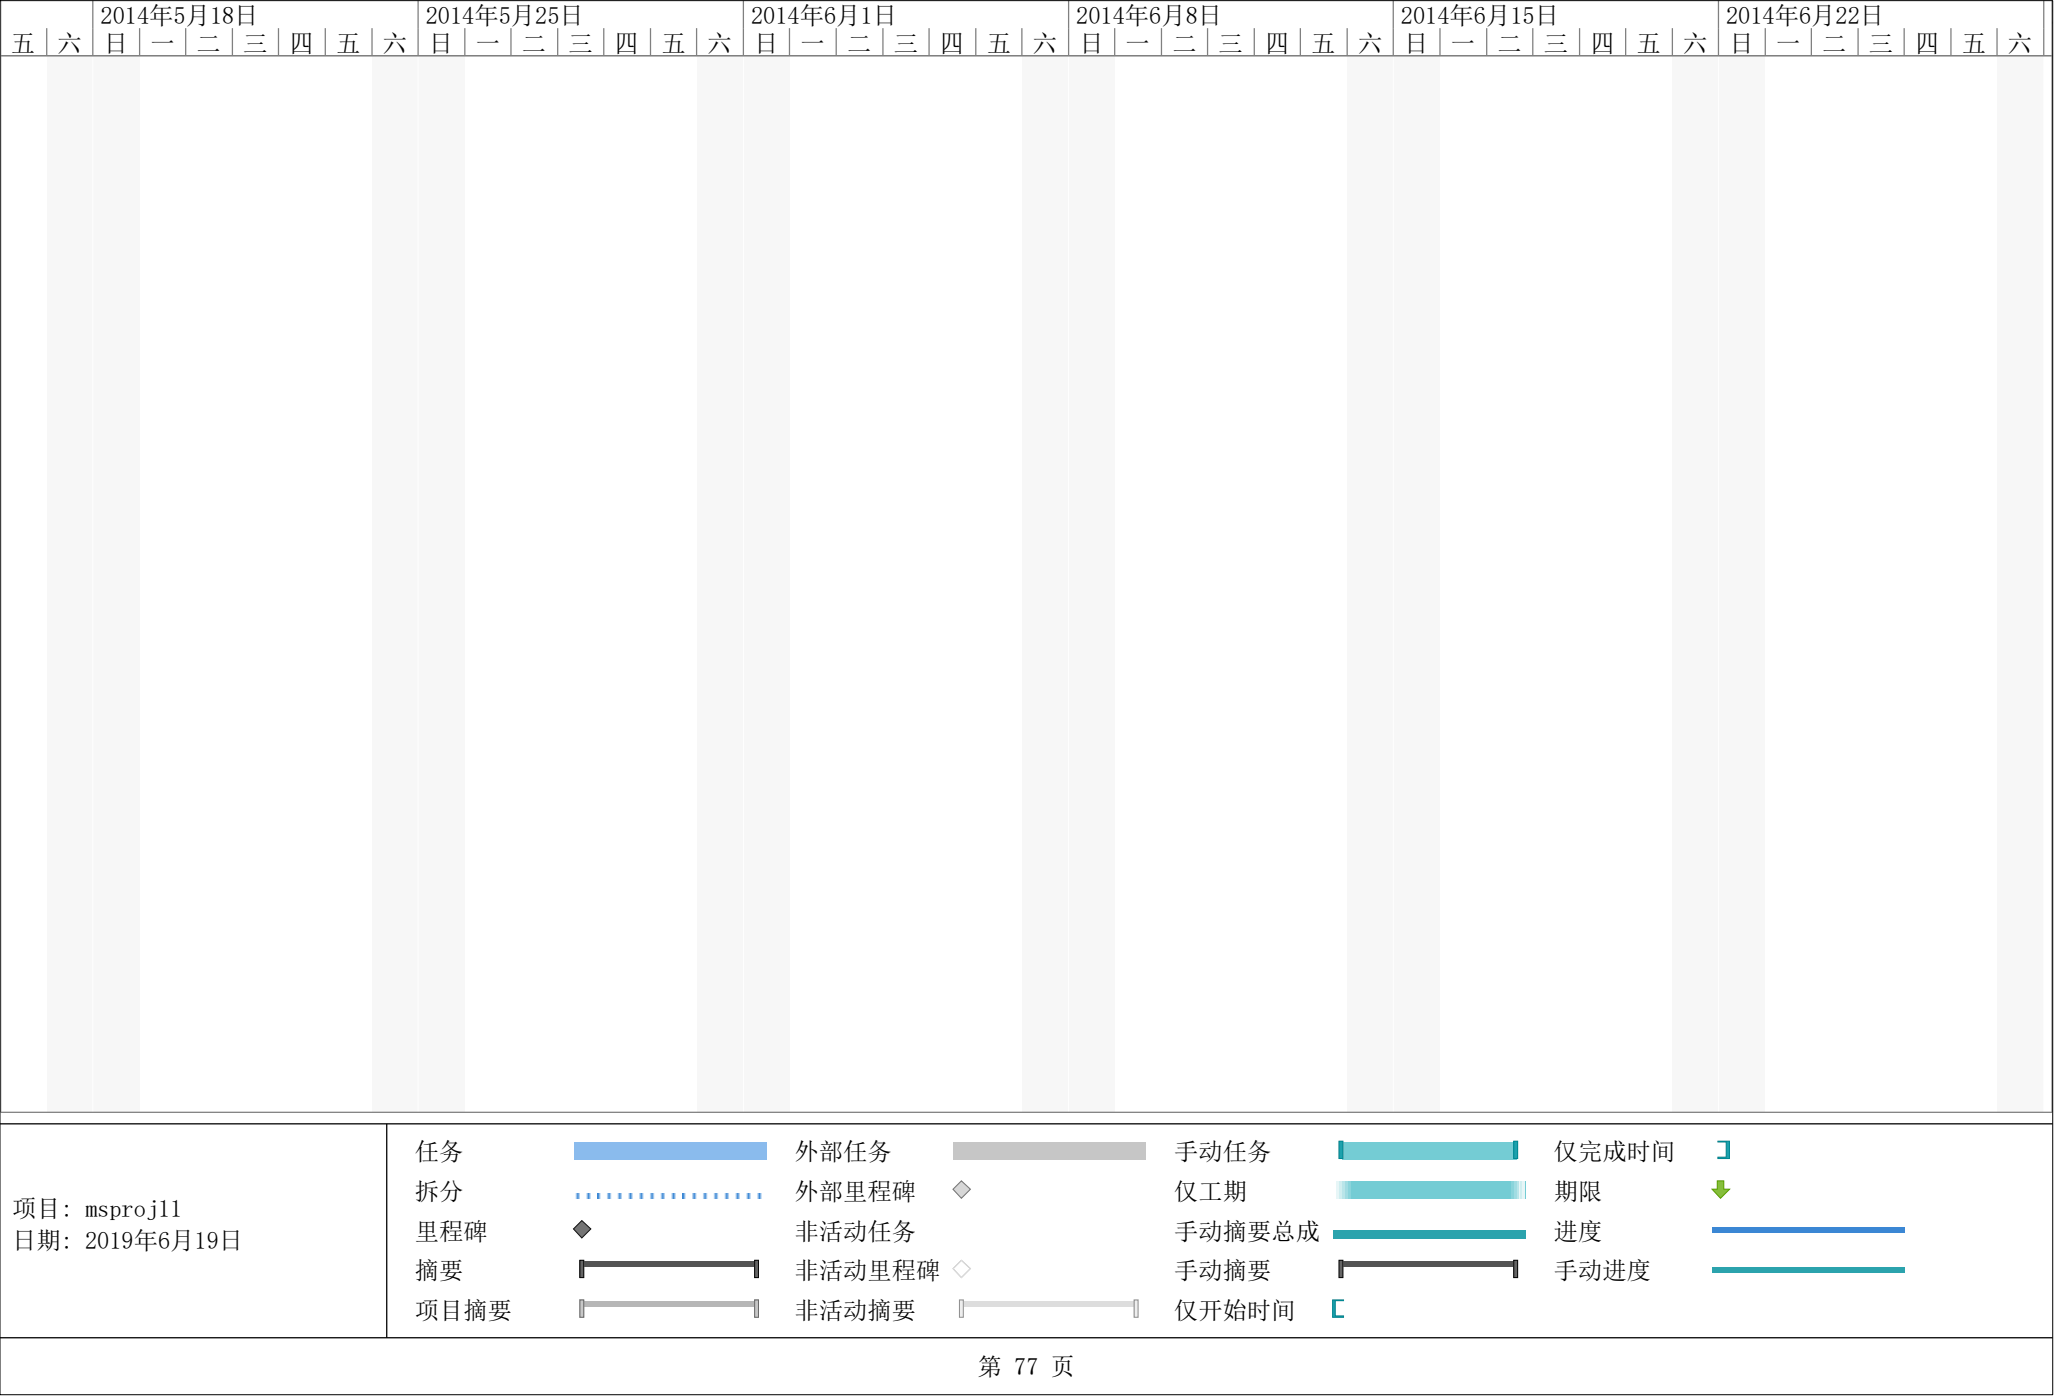 2014年5月18日 2014年5月25日 2014年6月1日 2014年6月8日 2014年6月15日 2014年6月22日
五 六 日 一 二 三 四 五 六 日 一 二 三 四 五 六 日 一 二 三 四 五 六 日 一 二 三 四 五 六 日 一 二 三 四 五 六 日 一 二 三 四 五 六
项目: msproj11
日期: 2019年6月19日
任务 外部任务 手动任务 仅完成时间
拆分 外部里程碑 仅工期 期限
里程碑 非活动任务 手动摘要总成 进度
摘要 非活动里程碑 手动摘要 手动进度
项目摘要 非活动摘要 仅开始时间
第 77 页